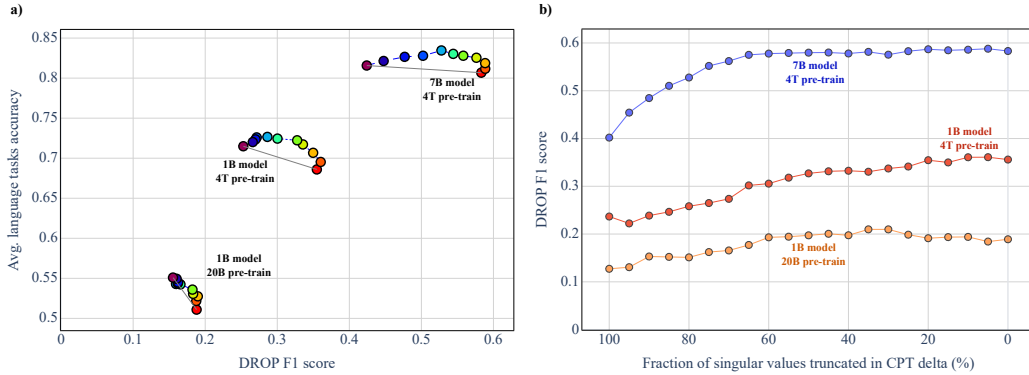 a)
Avg. language tasks accuracy
0.85
0.8
0.75
0.7
0.65
0.6
0.55
0.5
7B model
4T pre-train
1B model
4T pre-train
1B model
20B pre-train
0
0.1
0.2
0.3
0.4
0.5
0.6
DROP F1 score
b)
DROP F1 score
0.6
0.5
0.4
0.3
0.2
0.1
0
7B model
4T pre-train
1B model
4T pre-train
1B model
20B pre-train
100
80
60
40
20
0
Fraction of singular values truncated in CPT delta (%)